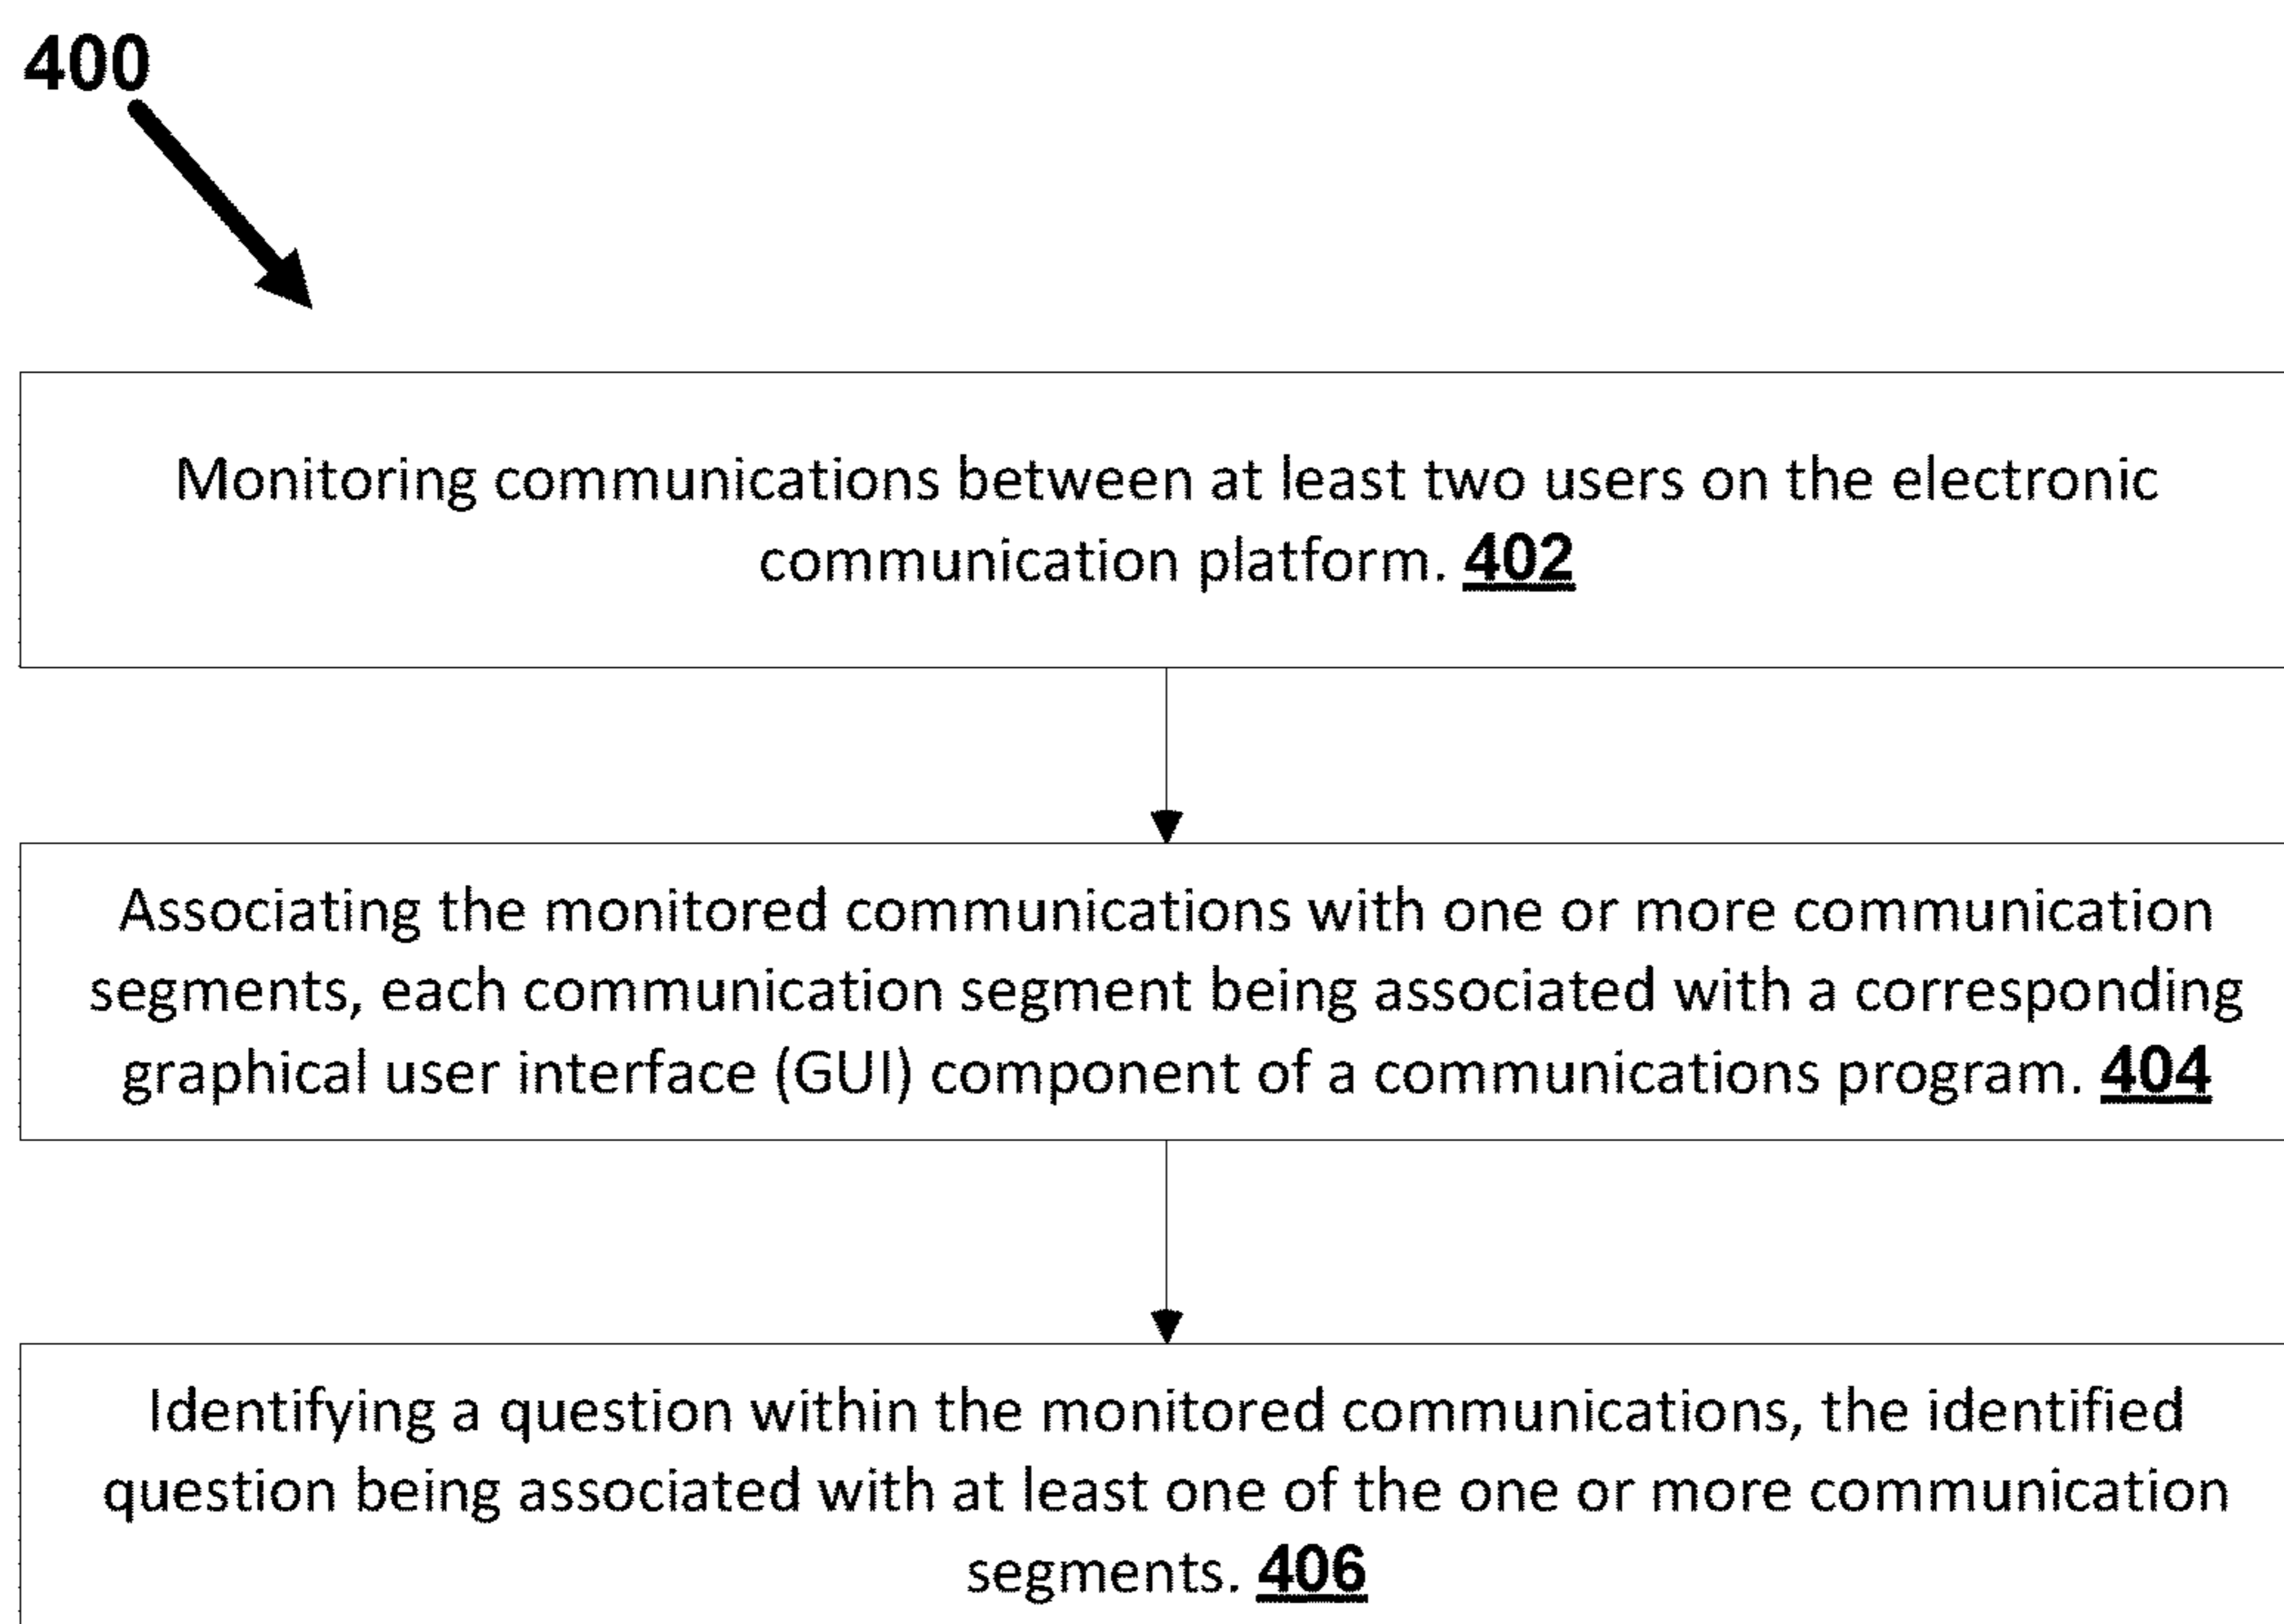 400
Monitoring communications between at least two users on the electronic
communication platform. 402
Associating the monitored communications with one or more communication
segments, each communication segment being associated with a corresponding
graphical user interface (GUI) component of a communications program. 404
Identifying a question within the monitored communications, the identified
question being associated with at least one of the one or more communication
segments. 406